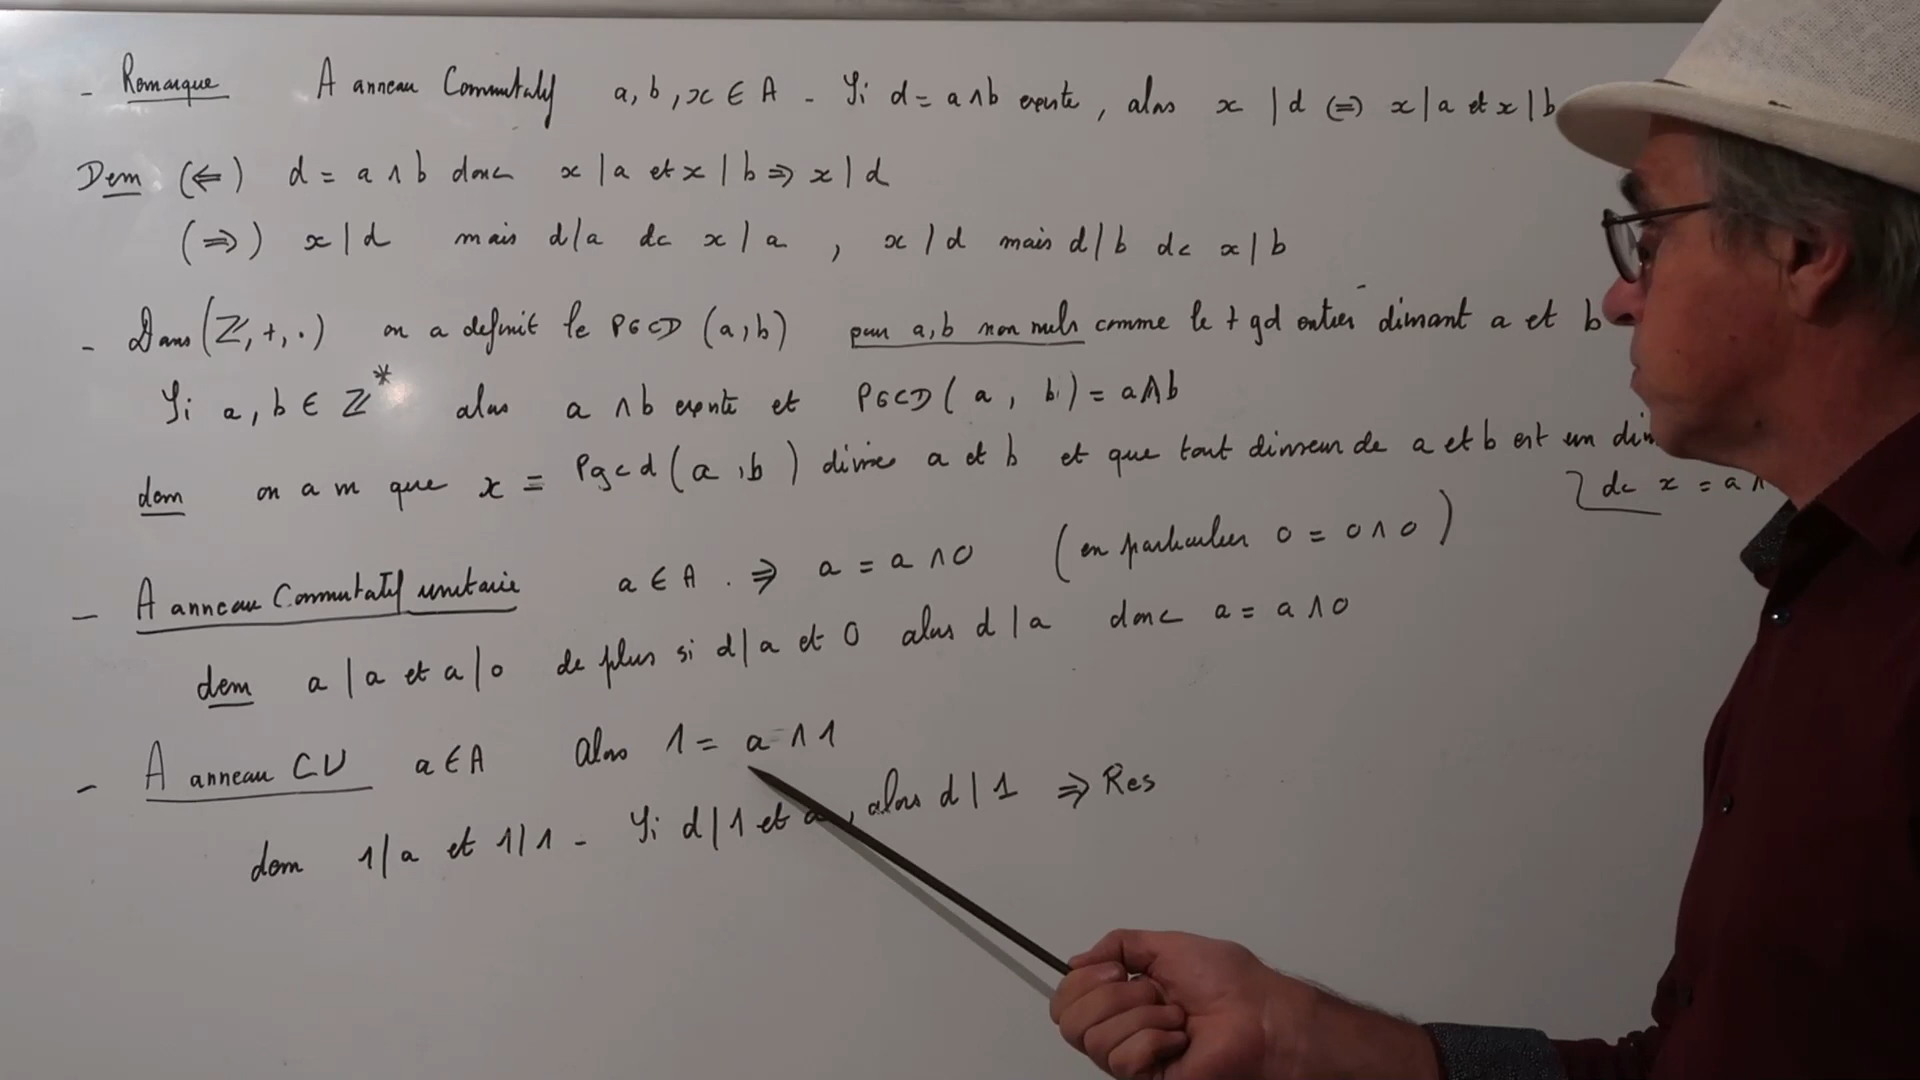 - Remarque A anneau Commutatif a, b, x ∈ A - Si d = a ∧ b existe, alors x | d (⇔) x | a et x | b
Dem (⇐) d = a ∧ b donc x | a et x | b ⇒ x | d
(⇒) x | d mais d | a dc x | a , x | d mais d | b dc x | b
- Dans (ℤ, +, .) on a definit le PGCD (a, b) pour a, b non nuls comme le + gd entier divisant a et b
Si a, b ∈ ℤ* alors a ∧ b existe et PGCD( a , b ) = a ∧ b
dem on a m que x = Pgcd (a , b ) divise a et b et que tout diviseur de a et b est un
dc x = a ∧
- A anneau Commutatif unitaire a ∈ A . ⇒ a = a ∧ 0 (en particulier 0 = 0 ∧ 0 )
dem a | a et a | 0 de plus si d | a et 0 alors d | a donc a = a ∧ 0
- A anneau CU a ∈ A Alors 1 = a ∧ 1
dem 1 | a et 1 | 1 - Si d | 1 et a , alors d | 1 ⇒ Res